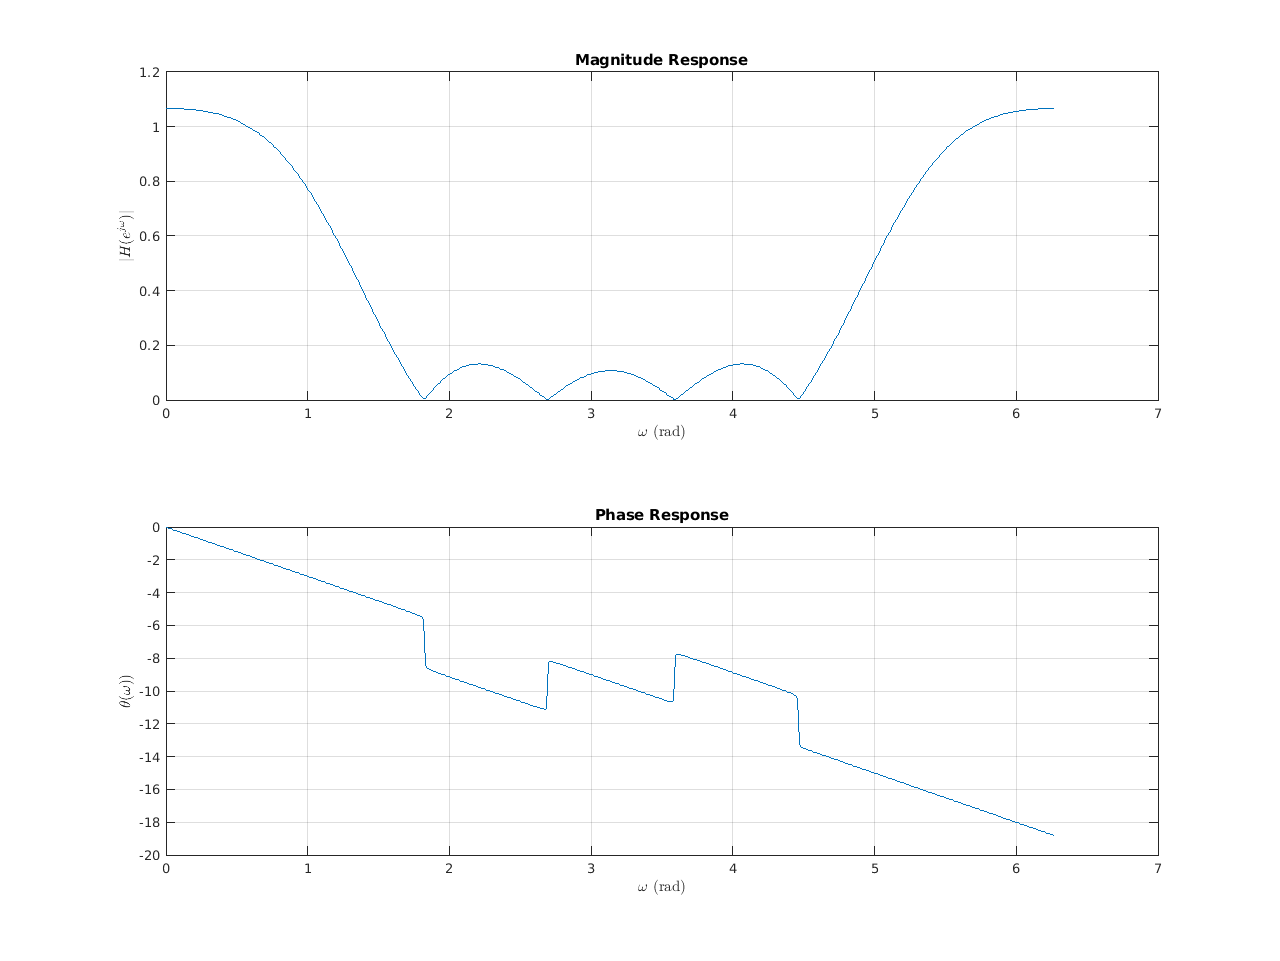 Magnitude Response
1.2
1
0.8
0.6
0.4
0.2
0
|H(e^{jω})|
0 1 2 3 4 5 6 7
ω (rad)
Phase Response
0
-2
-4
-6
-8
-10
-12
-14
-16
-18
-20
θ(ω))
0 1 2 3 4 5 6 7
ω (rad)